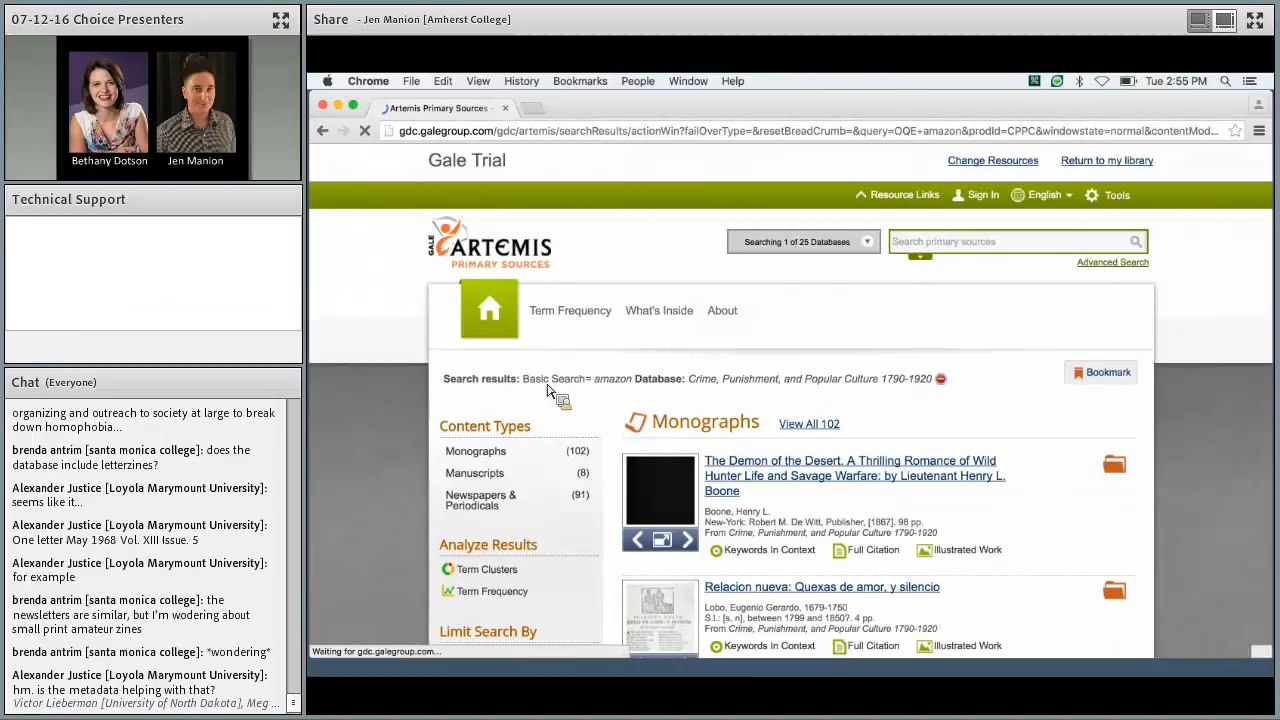 07-12-16 Choice Presenters
Bethany Dotson
Jen Manion
Technical Support
Chat (Everyone)
organizing and outreach to society at large to break
down homophobia...
brenda antrim [santa monica college]: does the
database include letterzines?
Alexander Justice [Loyola Marymount University]:
seems like it...
Alexander Justice [Loyola Marymount University]:
One letter May 1968 Vol. XIII Issue. 5
Alexander Justice [Loyola Marymount University]:
for example
brenda antrim [santa monica college]: the
newsletters are similar, but I'm wodering about
small print amateur zines
brenda antrim [santa monica college]: *wondering*
Alexander Justice [Loyola Marymount University]:
hm. is the metadata helping with that?
Victor Lieberman [University of North Dakota], Meg ...
Share - Jen Manion [Amherst College]
Chrome File Edit View History Bookmarks People Window Help
Tue 2:55 PM
Artemis Primary Sources -
gdc.galegroup.com/gdc/artemis/searchResults/actionWin?failOverType=&resetBreadCrumb=&query=OQE+amazon&prodId=CPPC&windowstate=normal&contentMod...
Gale Trial
Change Resources
Return to my library
Resource Links
Sign In
English
Tools
GALE ARTEMIS
PRIMARY SOURCES
Searching 1 of 25 Databases
Search primary sources
Advanced Search
Term Frequency
What's Inside
About
Search results: Basic Search= amazon Database: Crime, Punishment, and Popular Culture 1790-1920
Bookmark
Content Types
Monographs (102)
Manuscripts (8)
Newspapers & (91)
Periodicals
Analyze Results
Term Clusters
Term Frequency
Limit Search By
Monographs View All 102
The Demon of the Desert. A Thrilling Romance of Wild
Hunter Life and Savage Warfare: by Lieutenant Henry L.
Boone
Boone, Henry L.
New-York: Robert M. De Witt, Publisher, [1867]. 98 pp.
From Crime, Punishment, and Popular Culture 1790-1920
Keywords In Context
Full Citation
Illustrated Work
Relacion nueva: Quexas de amor, y silencio
Lobo, Eugenio Gerardo, 1679-1750
S.l.: [s. n], between 1799 and 1850?. 4 pp.
From Crime, Punishment, and Popular Culture 1790-1920
Keywords In Context
Full Citation
Illustrated Work
Waiting for gdc.galegroup.com...